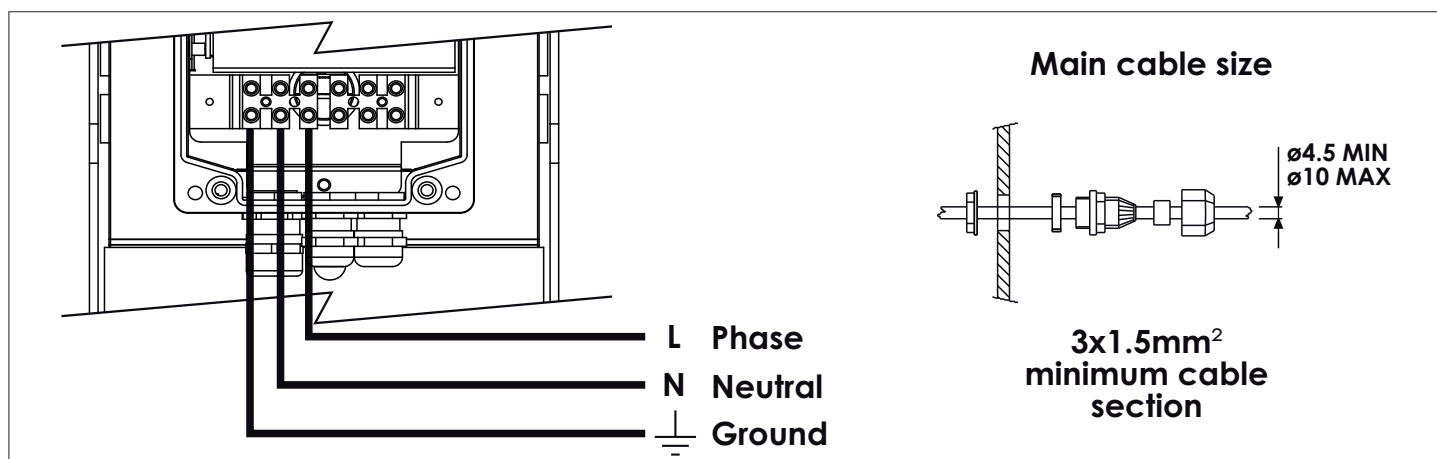 Main cable size
ø4.5 MIN
ø10 MAX
L Phase
N Neutral
Ground
3x1.5mm²
minimum cable
section